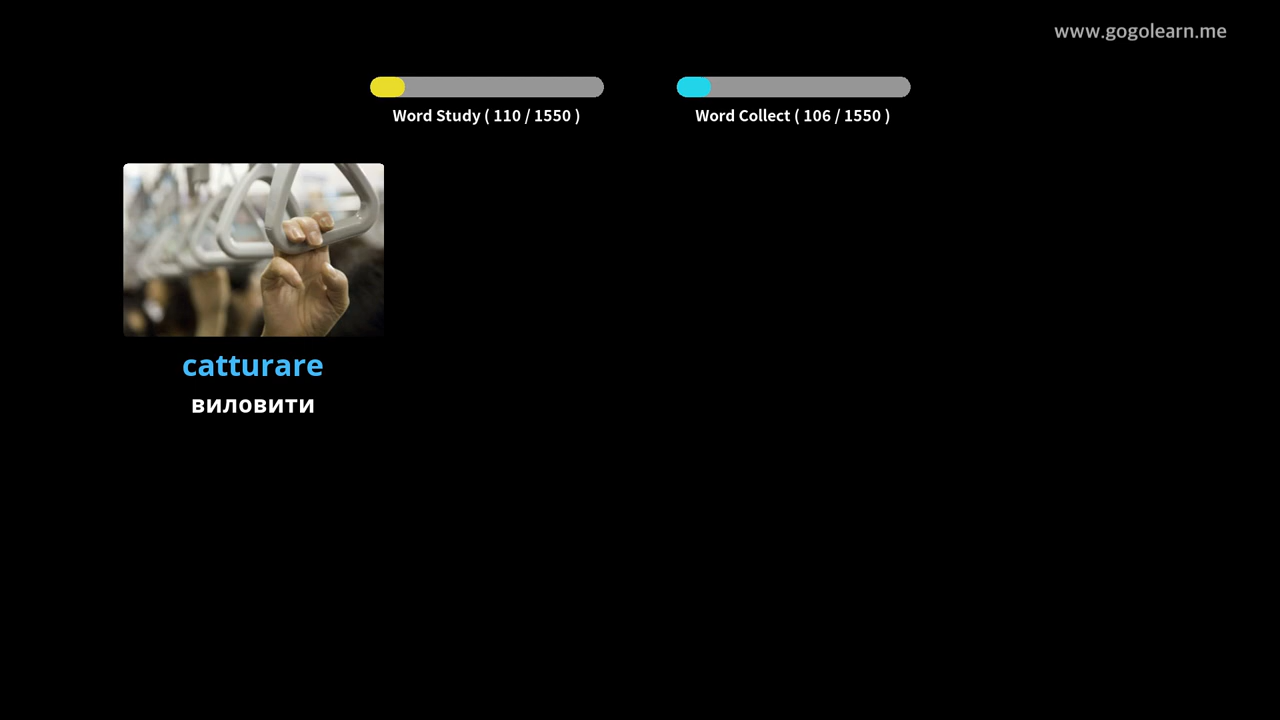 www.gogolearn.me
Word Study ( 110 / 1550 )
Word Collect ( 106 / 1550 )
catturare
виловити